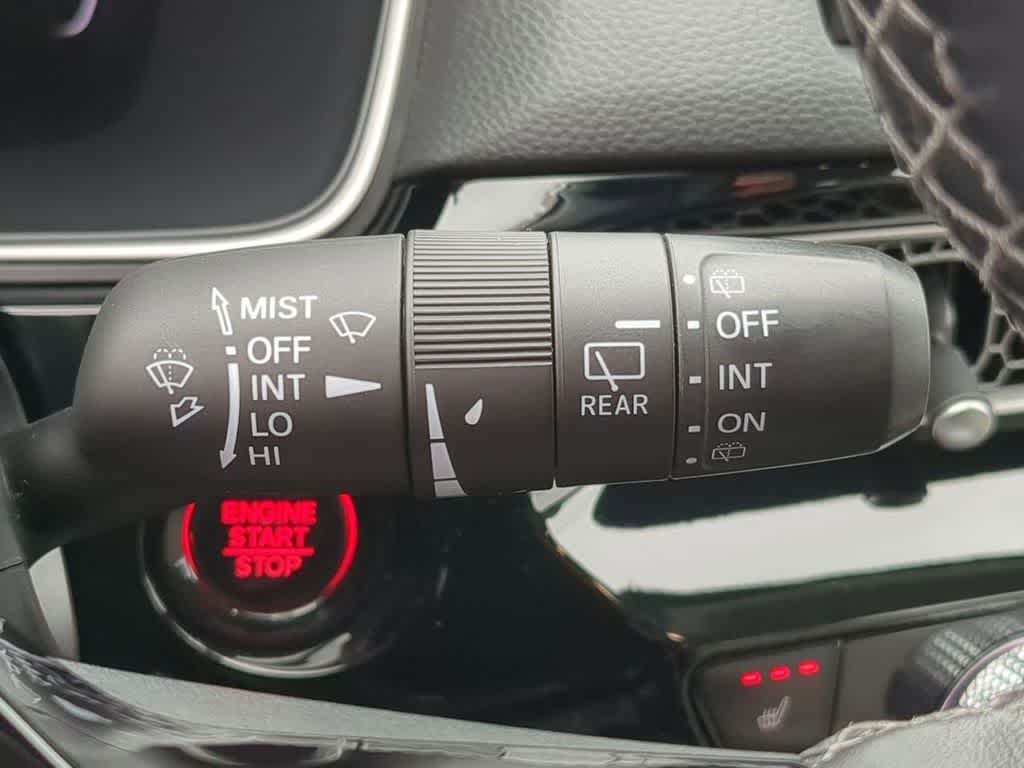 MIST
OFF
INT
LO
HI
REAR
OFF
INT
ON
ENGINE
START
STOP